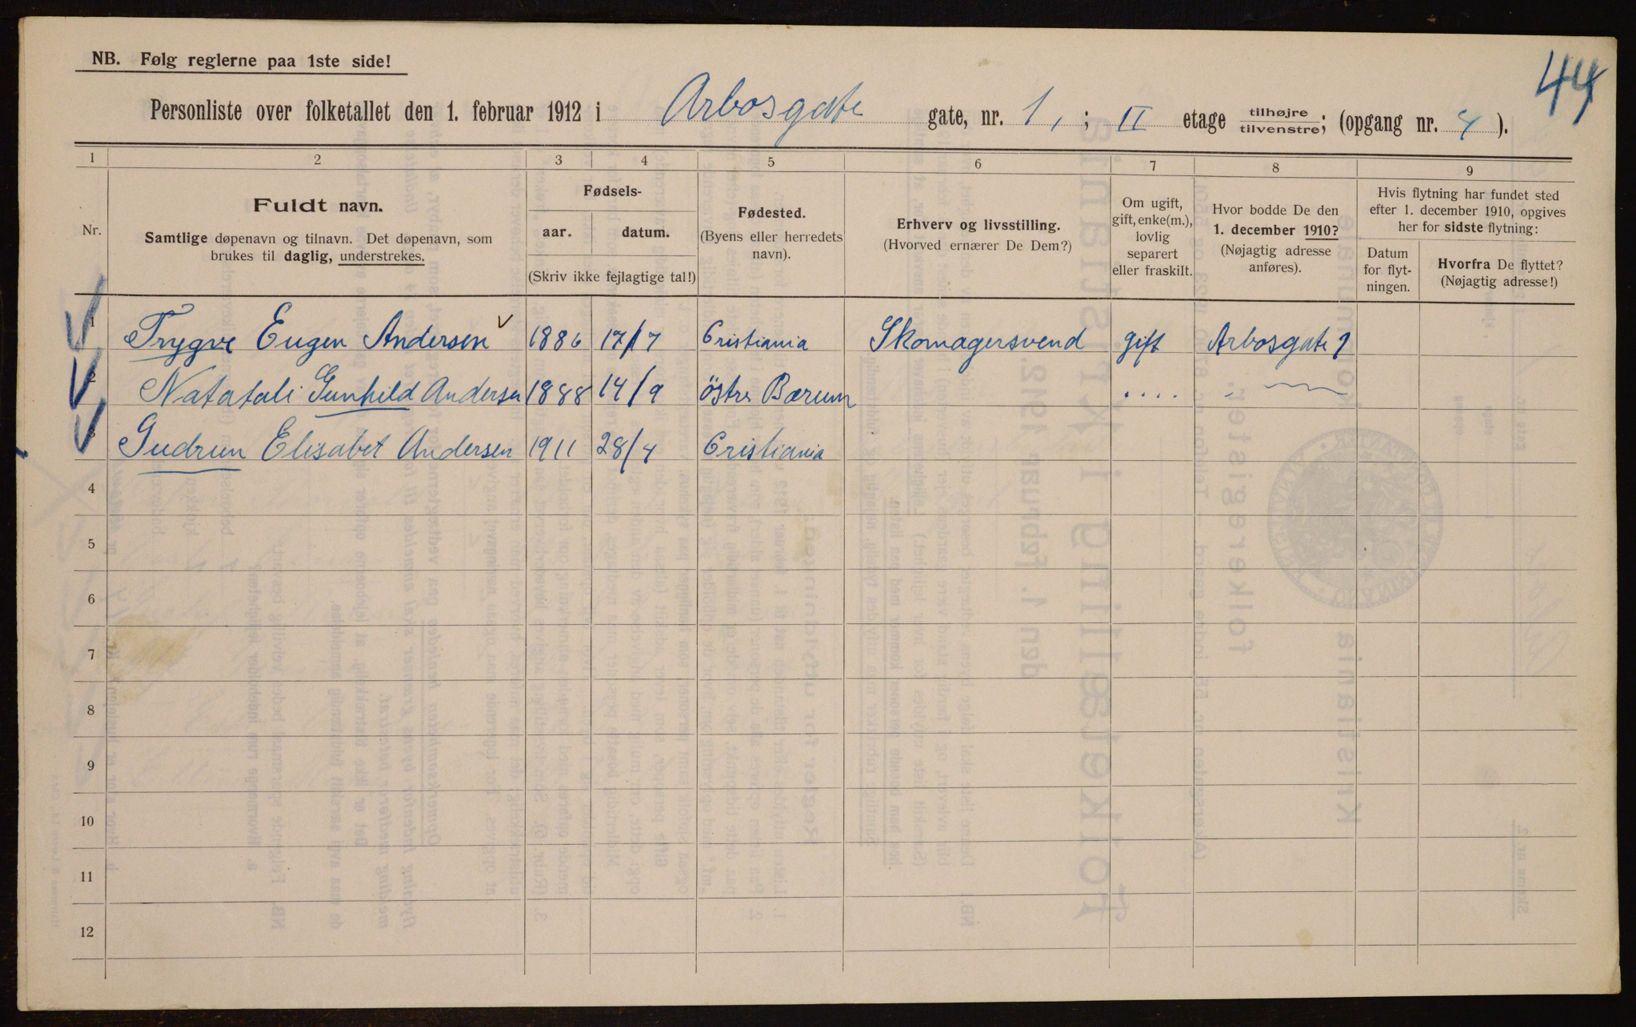 NB. Følg reglerne paa 1ste side!
44
Personliste over folketallet den 1. februar 1912 i Arbosgate gate, nr. 1, ; II etage tilhøjre/tilvenstre; (opgang nr. 4 ).
1 2 3 4 5 6 7 8 9
Nr.
Fuldt navn.
Samtlige døpenavn og tilnavn. Det døpenavn, som
brukes til daglig, understrekes.
Fødsels-
aar. datum.
(Skriv ikke fejlagtige tal!)
Fødested.
(Byens eller herredets
navn).
Erhverv og livsstilling.
(Hvorved ernærer De Dem?)
Om ugift,
gift, enke(m.),
lovlig
separert
eller fraskilt.
Hvor bodde De den
1. december 1910?
(Nøjagtig adresse
anføres).
Hvis flytning har fundet sted
efter 1. december 1910, opgives
her for sidste flytning:
Datum
for flyt-
ningen.
Hvorfra De flyttet?
(Nøjagtig adresse!)
1 Trygve Eugen Andersen 1886 17/7 Cristiania Skomagersvend gift Arbosgate 1
2 Natatali Gunhild Andersen 1888 14/9 östre Bærum
3 Gudrun Elisabet Andersen 1911 28/4 Cristiania
4
5
6
7
8
9
10
11
12